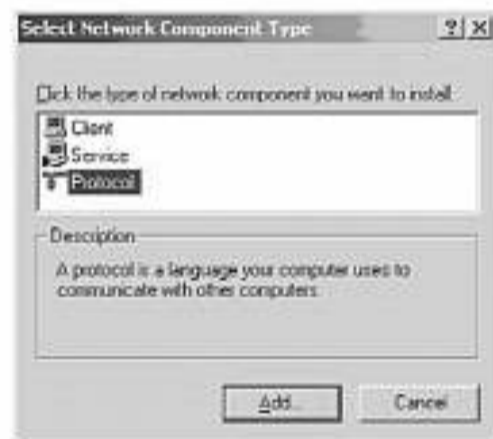 Select Network Component Type
Click the type of network component you want to install:
Client
Service
Protocol
Description
A protocol is a language your computer uses to
communicate with other computers.
Add...
Cancel